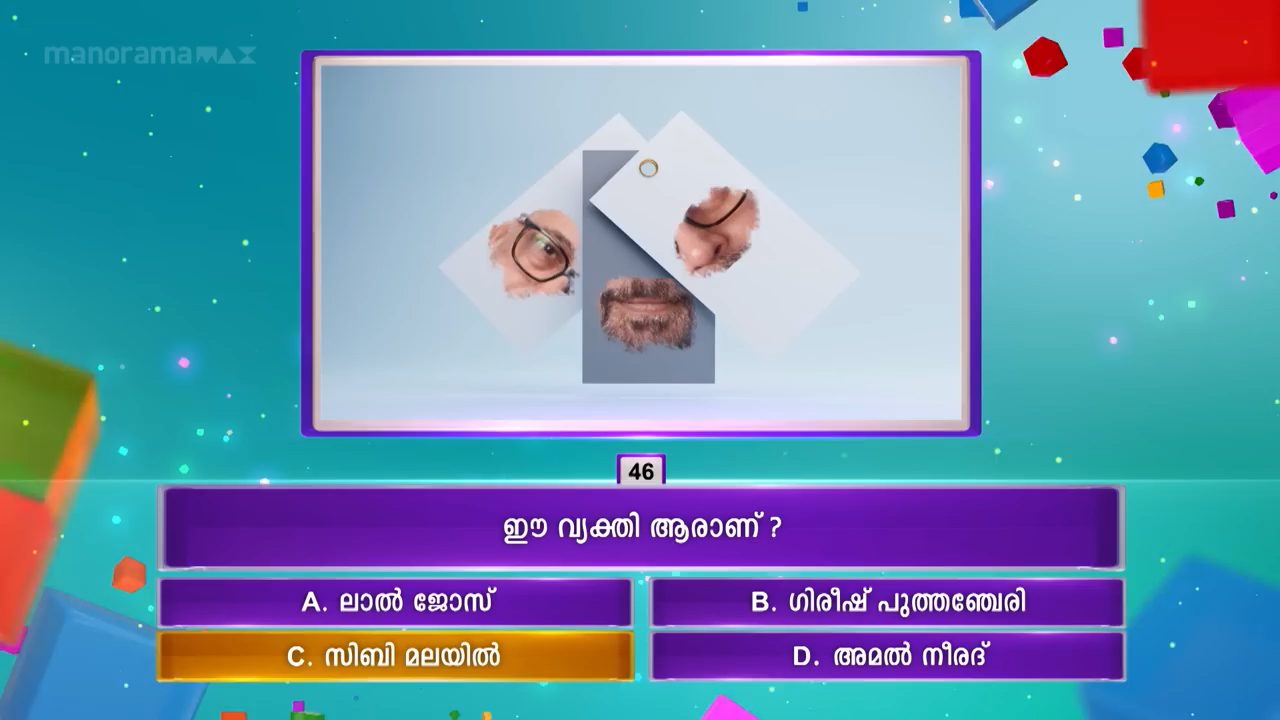 manoramaMAX
46
ഈ വ്യക്തി ആരാണ് ?
A. ലാൽ ജോസ്
B. ഗിരീഷ് പുത്തഞ്ചേരി
C. സിബി മലയിൽ
D. അമൽ നീരദ്